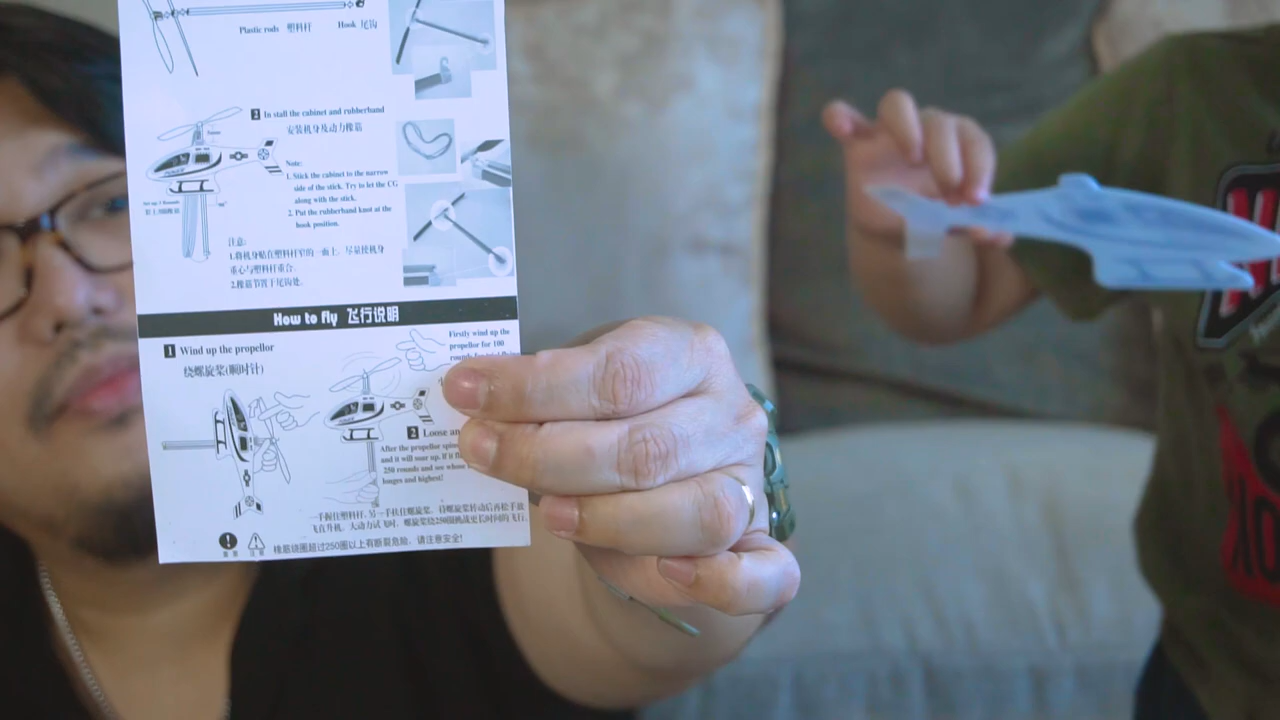 Plastic rods 塑料杆 Hook 尾钩
2 In stall the cabinet and rubberband
安装机身及动力橡筋
Note:
1. Stick the cabinet to the narrow
side of the stick. Try to let the CG
along with the stick.
2. Put the rubberband knot at the
hook position.
注意:
1.将机身贴在塑料杆窄的一面上, 尽量使机身
重心与塑料杆重合.
2.橡筋节置于尾钩处.
How to fly 飞行说明
1 Wind up the propellor
绕螺旋桨(顺时针)
Firstly wind up the
propellor for 100
rounds
2 Loose an
After the propellor
and it will soar up. If it
250 rounds and see whose
longer and highest!
一手握住塑料杆, 另一手扶住螺旋桨, 待螺旋桨转动后再松手放
飞直升机. 大动力试飞时, 螺旋桨绕250圈挑战更长时间的飞行.
橡筋绕圈超过250圈以上有断裂危险, 请注意安全!